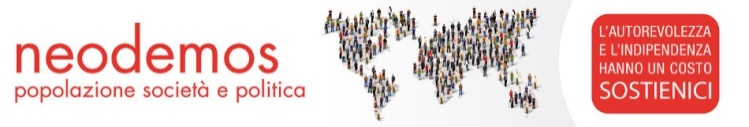 neodemos
popolazione società e politica
L'AUTOREVOLEZZA
E L'INDIPENDENZA
HANNO UN COSTO
SOSTIENICI